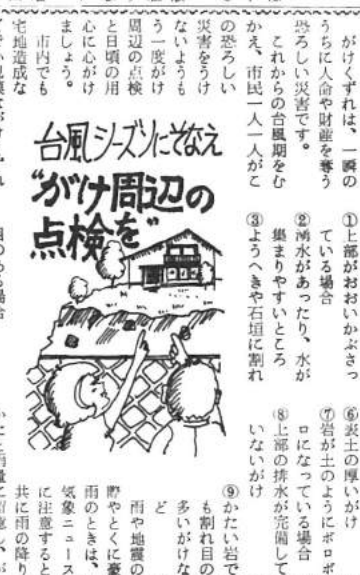 がけくずれは、一瞬の
うちに人命や財産を奪う
恐ろしい災害です。
これからの台風期をむ
かえ、市民一人一人がこ
の恐ろしい
災害をうけ
ないようも
う一度がけ
周辺の点検
と日頃の用
心に心がけ
ましょう。
市内でも
宅地造成な
台風シーズンにそなえ
“がけ周辺の
点検を”
①上部がおおいかぶさっ
ている場合
②湧水があったり、水が
集まりやすいところ
③ようへきや石垣に割れ
目のある場合
⑥表土の厚いがけ
⑦岩が土のようにボロボ
ロになっている場合
⑧上部の排水が完備して
いないがけ
⑨かたい岩で
も割れ目の
多いがけな
ど
雨や地震の
際やとくに豪
雨のときは、
気象ニュース
に注意すると
共に雨の降り